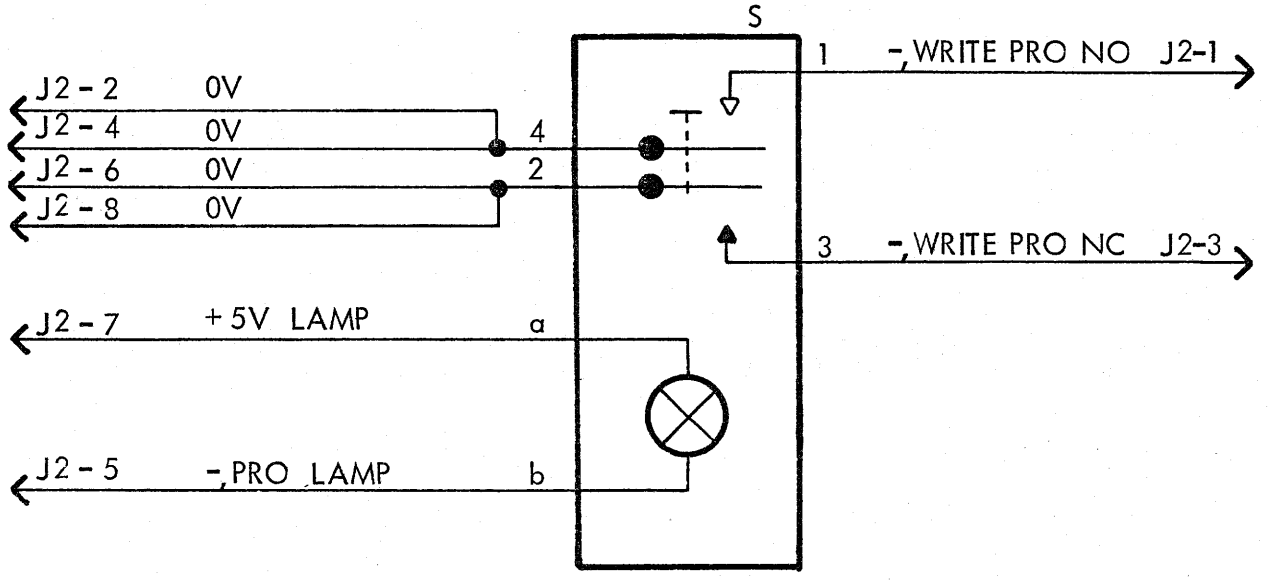 S
1 -,WRITE PRO NO J2-1
J2-2 0V
J2-4 0V 4
J2-6 0V 2
J2-8 0V
3 -,WRITE PRO NC J2-3
J2-7 +5V LAMP a
J2-5 -,PRO LAMP b